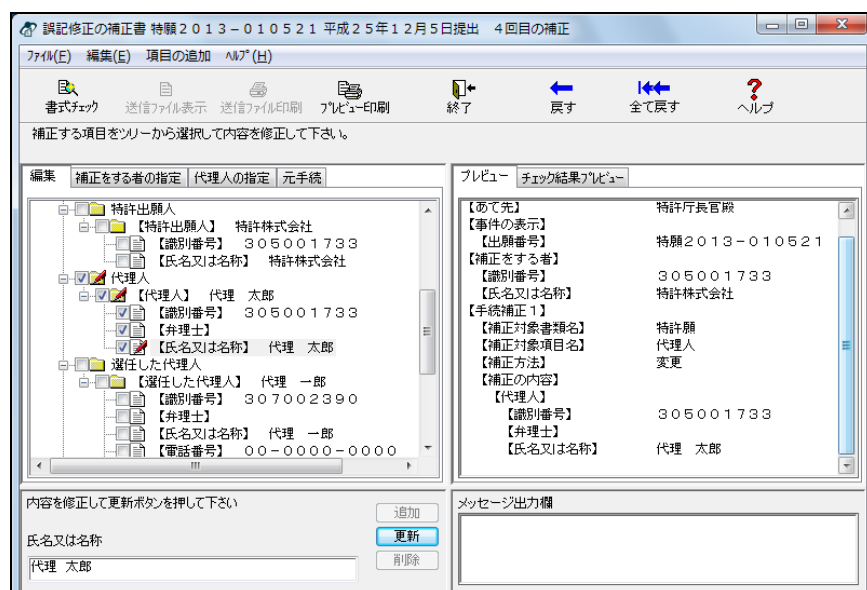 誤記修正の補正書 特願２０１３－０１０５２１ 平成２５年１２月５日提出 ４回目の補正
ﾌｧｲﾙ(F) 編集(E) 項目の追加 ﾍﾙﾌﾟ(H)
書式ﾁｪｯｸ 送信ﾌｧｲﾙ表示 送信ﾌｧｲﾙ印刷 ﾌﾟﾚﾋﾞｭｰ印刷 終了 戻す 全て戻す ヘルプ
補正する項目をツリーから選択して内容を修正して下さい。
編集 補正をする者の指定 代理人の指定 元手続
特許出願人
【特許出願人】 特許株式会社
【識別番号】 ３０５００１７３３
【氏名又は名称】 特許株式会社
代理人
【代理人】 代理 太郎
【識別番号】 ３０５００１７３３
【弁理士】
【氏名又は名称】 代理 太郎
選任した代理人
【選任した代理人】 代理 一郎
【識別番号】 ３０７００２３９０
【弁理士】
【氏名又は名称】 代理 一郎
【電話番号】 ００－００００－００００
プレビュー ﾁｪｯｸ結果ﾌﾟﾚﾋﾞｭｰ
【あて先】 特許庁長官殿
【事件の表示】
【出願番号】 特願２０１３－０１０５２１
【補正をする者】
【識別番号】 ３０５００１７３３
【氏名又は名称】 特許株式会社
【手続補正１】
【補正対象書類名】 特許願
【補正対象項目名】 代理人
【補正方法】 変更
【補正の内容】
【代理人】
【識別番号】 ３０５００１７３３
【弁理士】
【氏名又は名称】 代理 太郎
内容を修正して更新ボタンを押して下さい
追加
更新
削除
氏名又は名称
代理 太郎
メッセージ出力欄